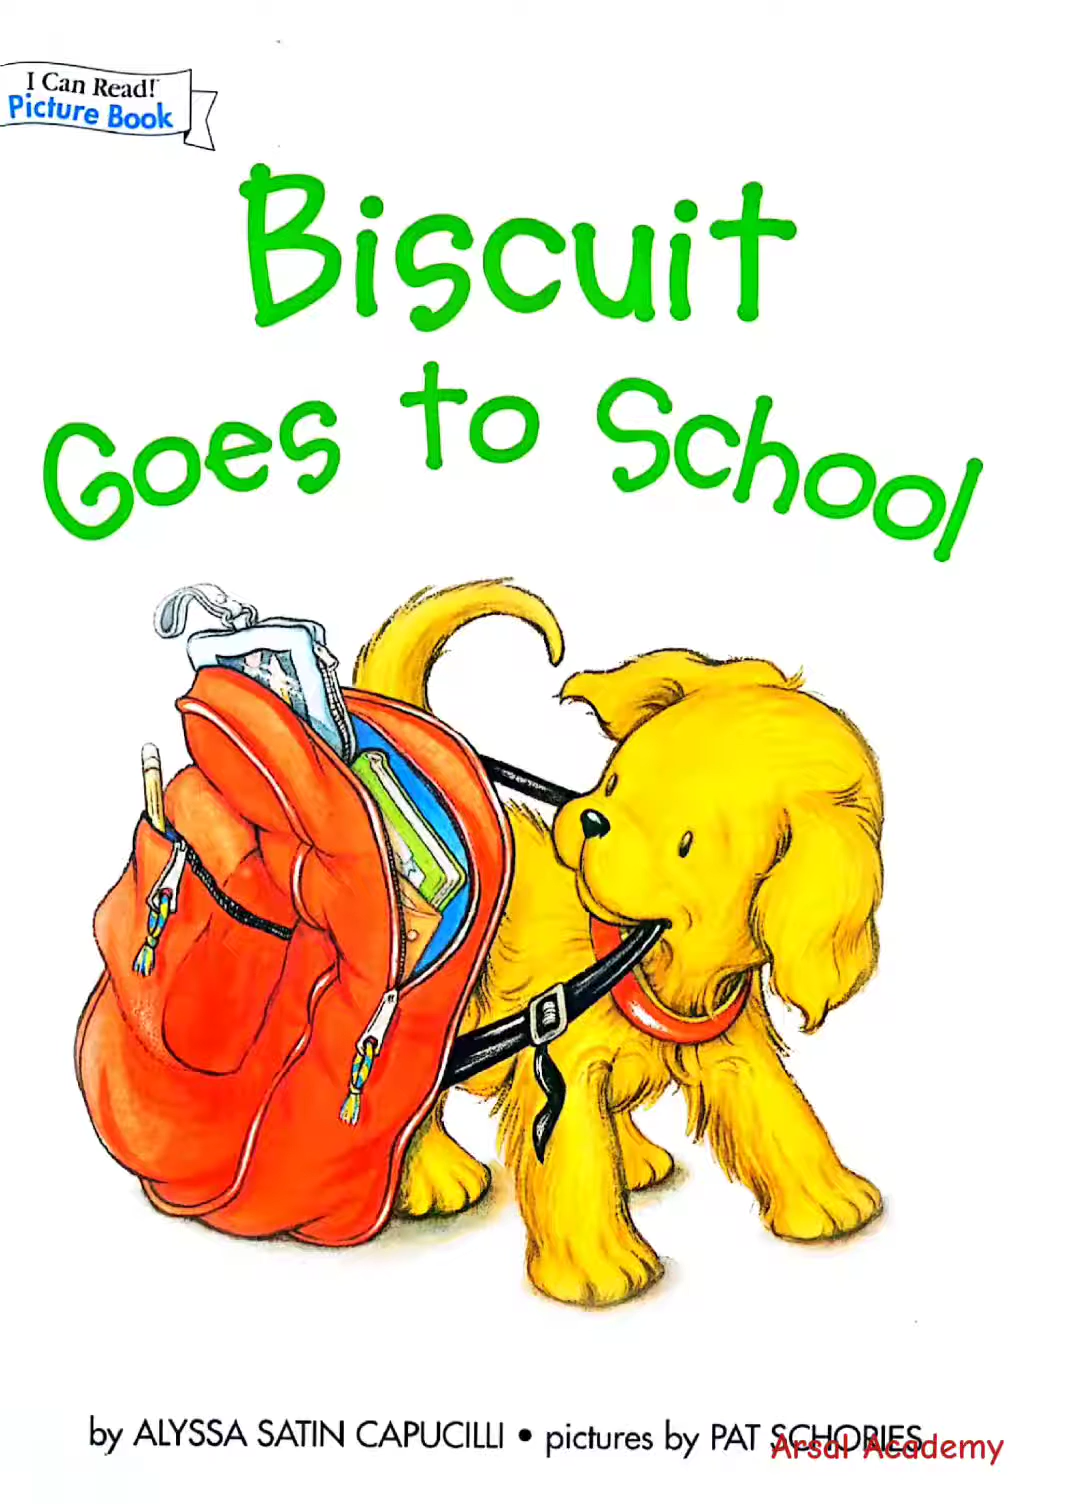 I Can Read!
Picture Book
Biscuit
Goes to School
by ALYSSA SATIN CAPUCILLI • pictures by PAT SCHORIES
Arsal Academy